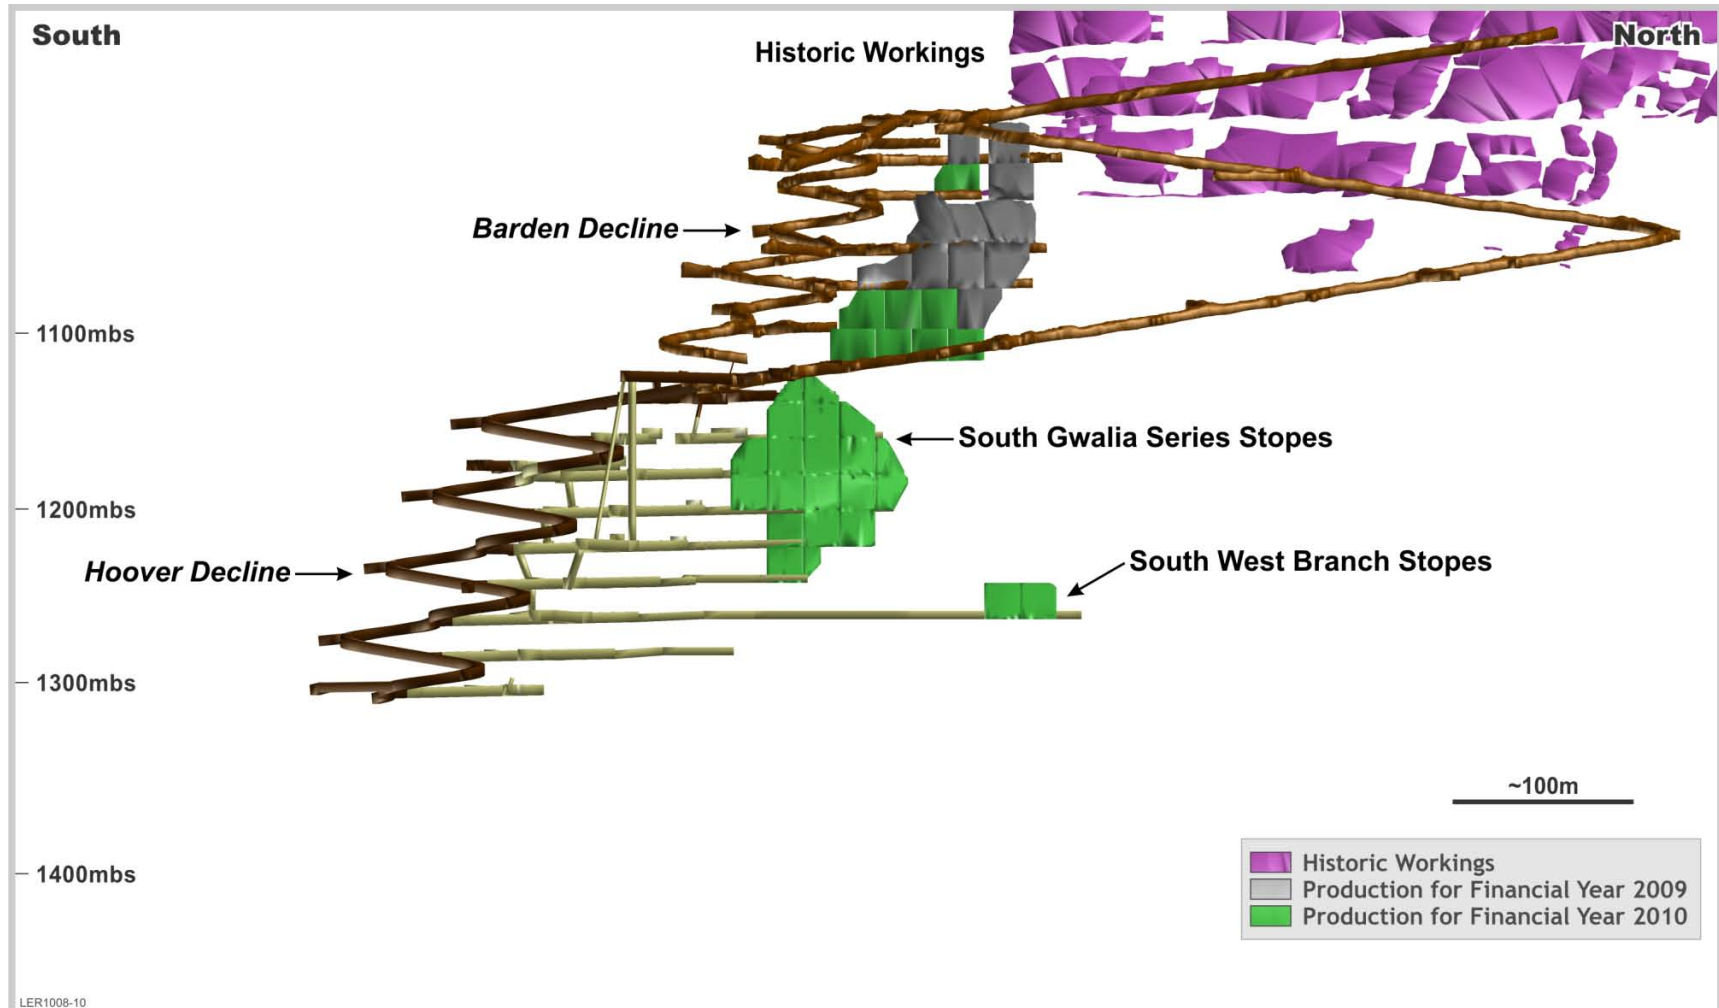 South
North
Historic Workings
Barden Decline
1100mbs
South Gwalia Series Stopes
1200mbs
South West Branch Stopes
Hoover Decline
1300mbs
~100m
Historic Workings
1400mbs
Production for Financial Year 2009
Production for Financial Year 2010
LER1008-10